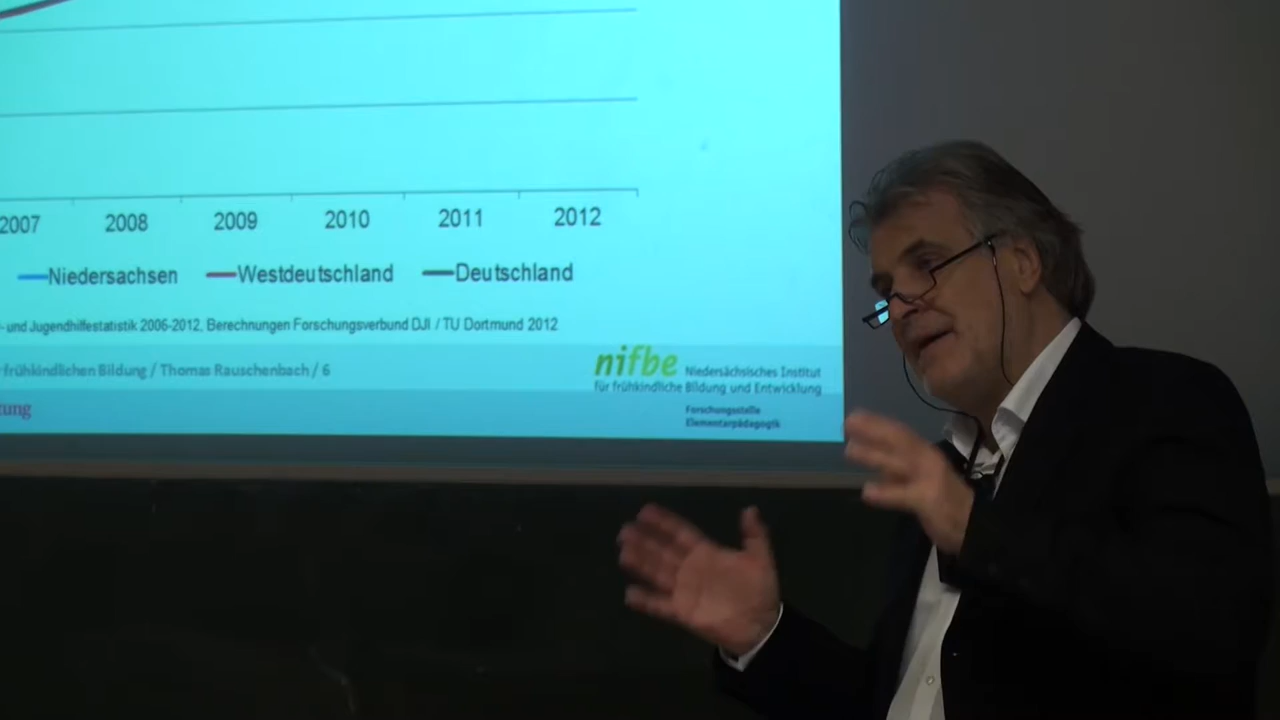 2007 2008 2009 2010 2011 2012
Niedersachsen Westdeutschland Deutschland
- und Jugendhilfestatistik 2006-2012, Berechnungen Forschungsverbund DJI / TU Dortmund 2012
frühkindlichen Bildung / Thomas Rauschenbach / 6
nifbe Niedersächsisches Institut
für frühkindliche Bildung und Entwicklung
tung
Forschungsstelle
Elementarpädagogik